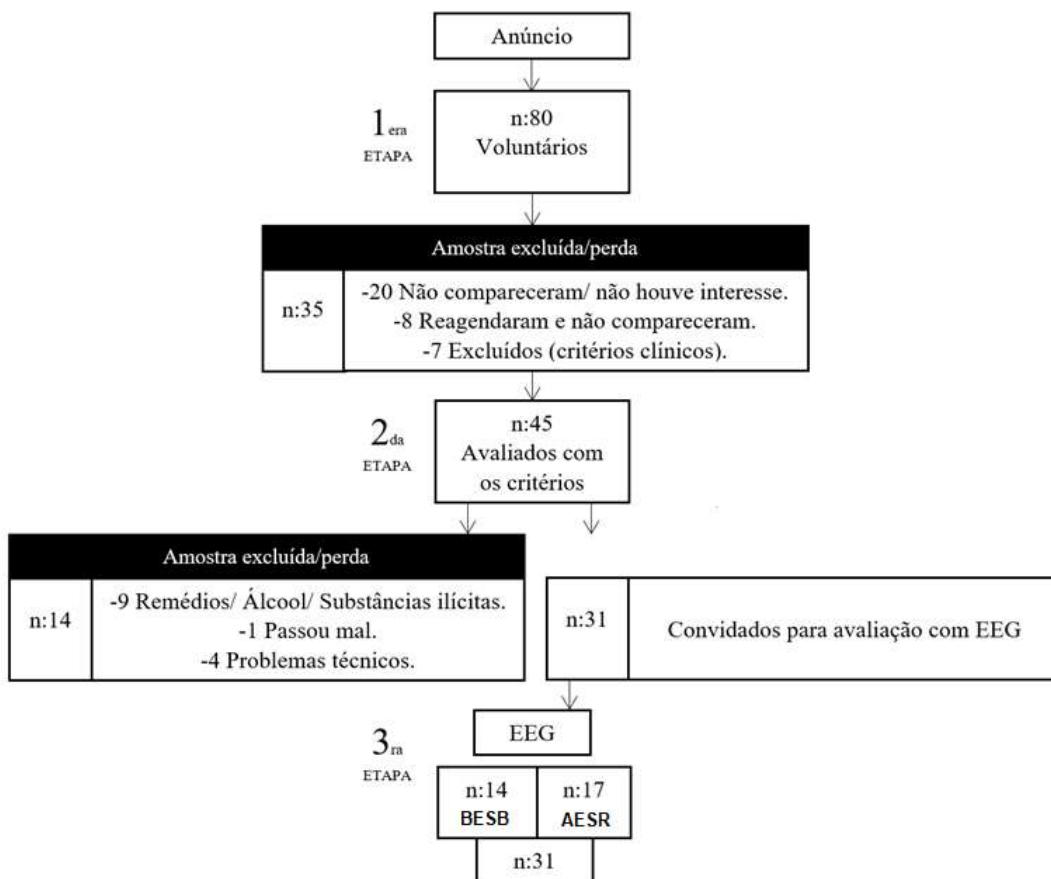 Anúncio
1era
ETAPA
n:80
Voluntários
Amostra excluída/perda
n:35
-20 Não compareceram/ não houve interesse.
-8 Reagendaram e não compareceram.
-7 Excluídos (critérios clínicos).
2da
ETAPA
n:45
Avaliados com
os critérios
Amostra excluída/perda
n:14
-9 Remédios/ Álcool/ Substâncias ilícitas.
-1 Passou mal.
-4 Problemas técnicos.
n:31
Convidados para avaliação com EEG
3ra
ETAPA
EEG
n:14
BESB
n:17
AESR
n:31